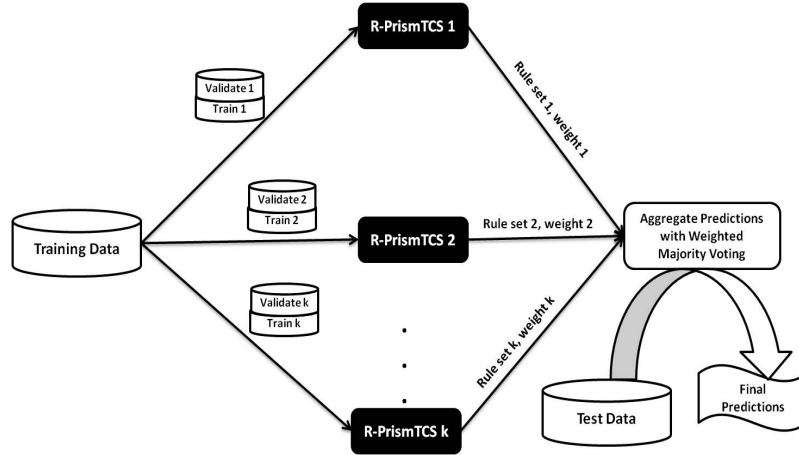 R-PrismTCS 1
Validate 1
Train 1
Rule set 1, weight 1
Training Data
Validate 2
Train 2
R-PrismTCS 2
Rule set 2, weight 2
Aggregate Predictions
with Weighted
Majority Voting
Validate k
Train k
Rule set k, weight k
R-PrismTCS k
Test Data
Final
Predictions